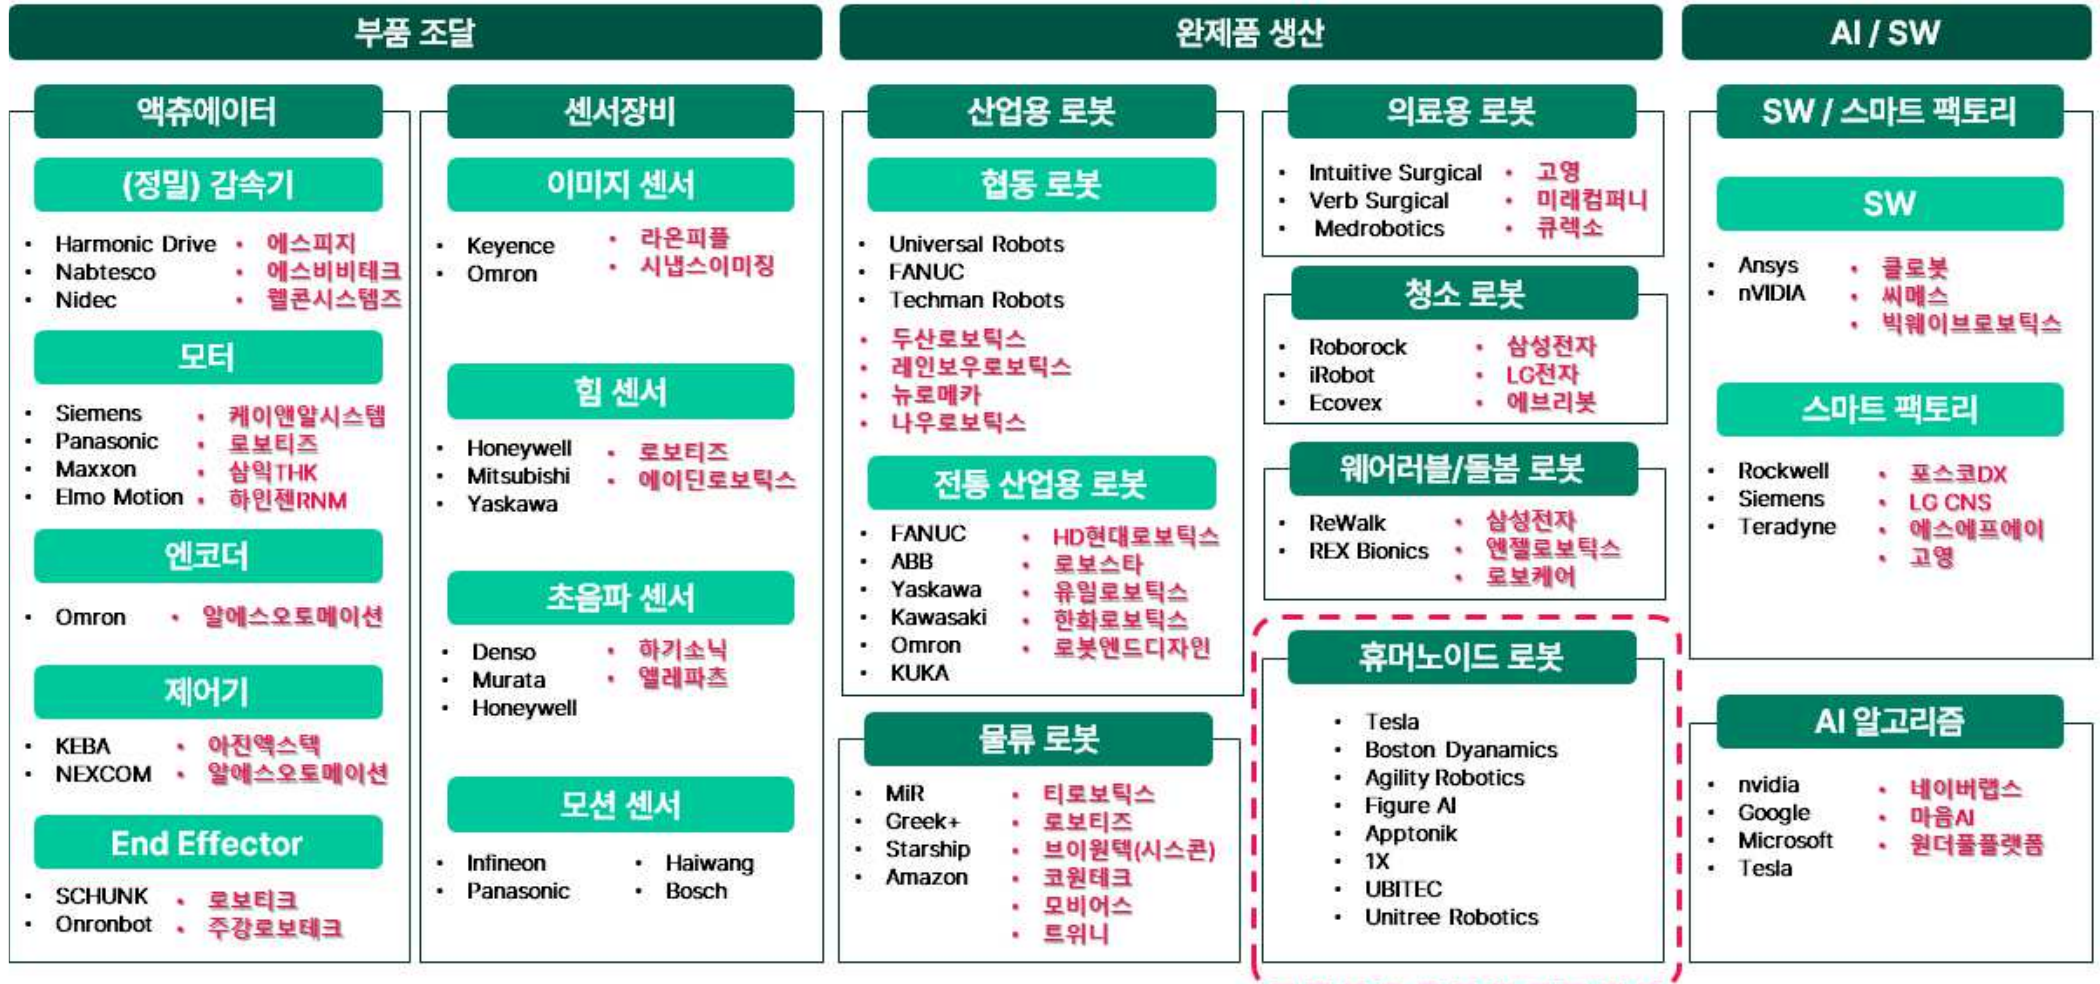 부품 조달
액츄에이터
(정밀) 감속기
Harmonic Drive
Nabtesco
Nidec
에스피지
에스비비테크
웰콘시스템즈
모터
Siemens
Panasonic
Maxxon
Elmo Motion
케이앤알시스템
로보티즈
삼익THK
하인젠RNM
엔코더
Omron
알에스오토메이션
제어기
KEBA
NEXCOM
아진엑스텍
알에스오토메이션
End Effector
SCHUNK
Onronbot
로보티크
주강로보테크
센서장비
이미지 센서
Keyence
Omron
라온피플
시냅스이미징
힘 센서
Honeywell
Mitsubishi
Yaskawa
로보티즈
에이딘로보틱스
초음파 센서
Denso
Murata
Honeywell
하기소닉
엘레파츠
모션 센서
Infineon
Panasonic
Haiwang
Bosch
완제품 생산
산업용 로봇
협동 로봇
Universal Robots
FANUC
Techman Robots
두산로보틱스
레인보우로보틱스
뉴로메카
나우로보틱스
전통 산업용 로봇
FANUC
ABB
Yaskawa
Kawasaki
Omron
KUKA
HD현대로보틱스
로보스타
유일로보틱스
한화로보틱스
로봇앤드디자인
물류 로봇
MiR
Greek+
Starship
Amazon
티로보틱스
로보티즈
브이원텍(시스콘)
코윈테크
모비어스
트위니
의료용 로봇
Intuitive Surgical
Verb Surgical
Medrobotics
고영
미래컴퍼니
큐렉소
청소 로봇
Roborock
iRobot
Ecovex
삼성전자
LG전자
에브리봇
웨어러블/돌봄 로봇
ReWalk
REX Bionics
삼성전자
엔젤로보틱스
로보케어
휴머노이드 로봇
Tesla
Boston Dyanamics
Agility Robotics
Figure AI
Apptonik
1X
UBITEC
Unitree Robotics
AI / SW
SW / 스마트 팩토리
SW
Ansys
nVIDIA
클로봇
씨메스
빅웨이브로보틱스
스마트 팩토리
Rockwell
Siemens
Teradyne
포스코DX
LG CNS
에스에프에이
고영
AI 알고리즘
nvidia
Google
Microsoft
Tesla
네이버랩스
마음AI
원더풀플랫폼